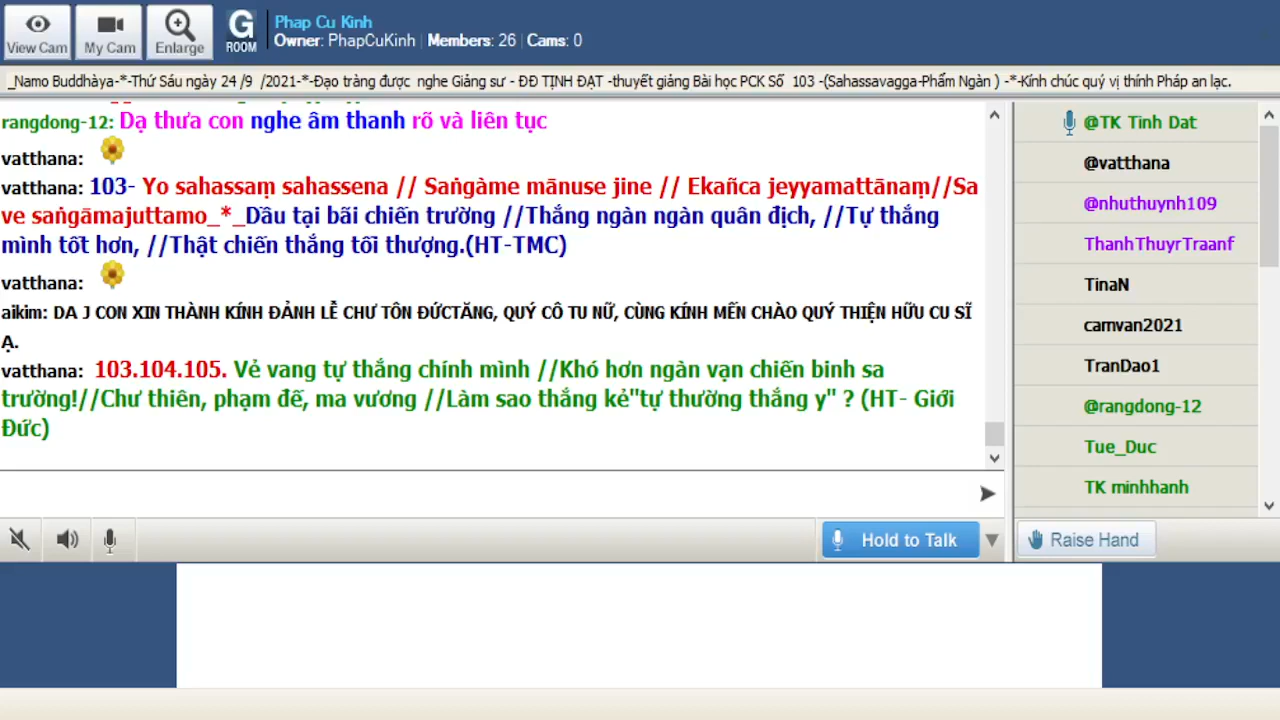 View Cam
My Cam
Enlarge
G
ROOM
Phap Cu Kinh
Owner: PhapCuKinh | Members: 26 | Cams: 0
_Namo Buddhàya-*-Thứ Sáu ngày 24 /9 /2021-*-Đạo tràng được nghe Giảng sư - ĐĐ TỊNH ĐẠT -thuyết giảng Bài học PCK Số 103 -(Sahassavagga-Phẩm Ngàn ) -*-Kính chúc quý vị thính Pháp an lạc.
rangdong-12: Dạ thưa con nghe âm thanh rõ và liên tục
vatthana:
vatthana: 103- Yo sahassaṃ sahassena // Saṅgàme mānuse jine // Ekañca jeyyamattānaṃ//Sa
ve saṅgāmajuttamo_*_Dầu tại bãi chiến trường //Thắng ngàn ngàn quân địch, //Tự thắng
mình tốt hơn, //Thật chiến thắng tối thượng.(HT-TMC)
vatthana:
aikim: DA J CON XIN THÀNH KÍNH ĐẢNH LỄ CHƯ TÔN ĐỨCTĂNG, QUÝ CÔ TU NỮ, CÙNG KÍNH MẾN CHÀO QUÝ THIỆN HỮU CU SĨ
Ạ.
vatthana: 103.104.105. Vẻ vang tự thắng chính mình //Khó hơn ngàn vạn chiến binh sa
trường!//Chư thiên, phạm đế, ma vương //Làm sao thắng kẻ"tự thường thắng y" ? (HT- Giới
Đức)
Hold to Talk
@TK Tinh Dat
@vatthana
@nhuthuynh109
ThanhThuyrTraanf
TinaN
camvan2021
TranDao1
@rangdong-12
Tue_Duc
TK minhhanh
Raise Hand